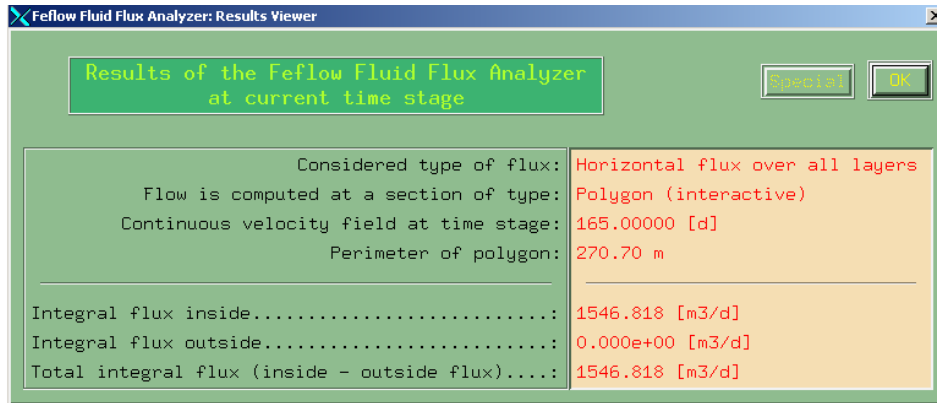 Feflow Fluid Flux Analyzer: Results Viewer
Results of the Feflow Fluid Flux Analyzer
at current time stage
Special
OK
Considered type of flux: Horizontal flux over all layers
Flow is computed at a section of type: Polygon (interactive)
Continuous velocity field at time stage: 165.00000 [d]
Perimeter of polygon: 270.70 m
Integral flux inside..........................: 1546.818 [m3/d]
Integral flux outside.........................: 0.000e+00 [m3/d]
Total integral flux (inside - outside flux)....: 1546.818 [m3/d]